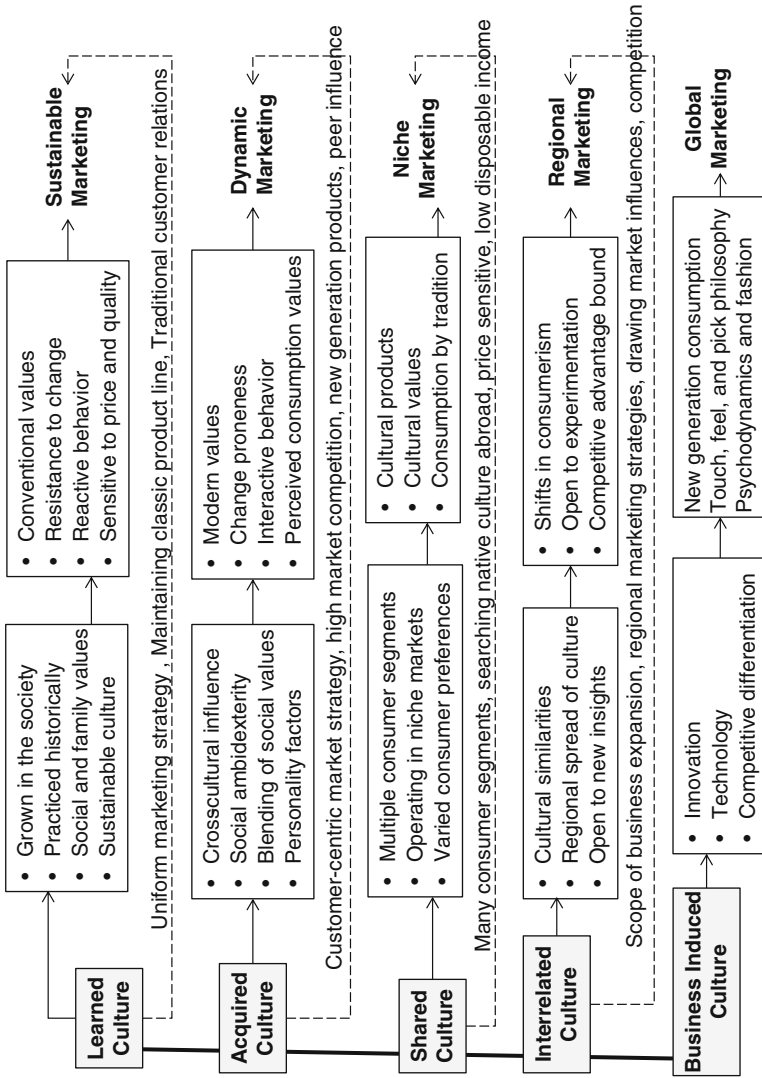 Learned
Culture
• Grown in the society
• Practiced historically
• Social and family values
• Sustainable culture
• Conventional values
• Resistance to change
• Reactive behavior
• Sensitive to price and quality
Sustainable
Marketing
Uniform marketing strategy , Maintaining classic product line, Traditional customer relations
Acquired
Culture
• Crosscultural influence
• Social ambidexterity
• Blending of social values
• Personality factors
• Modern values
• Change proneness
• Interactive behavior
• Perceived consumption values
Dynamic
Marketing
Customer-centric market strategy, high market competition, new generation products, peer influence
Shared
Culture
• Multiple consumer segments
• Operating in niche markets
• Varied consumer preferences
• Cultural products
• Cultural values
• Consumption by tradition
Niche
Marketing
Many consumer segments, searching native culture abroad, price sensitive, low disposable income
Interrelated
Culture
• Cultural similarities
• Regional spread of culture
• Open to new insights
• Shifts in consumerism
• Open to experimentation
• Competitive advantage bound
Regional
Marketing
Scope of business expansion, regional marketing strategies, drawing market influences, competition
Business Induced
Culture
• Innovation
• Technology
• Competitive differentiation
New generation consumption
Touch, feel, and pick philosophy
Psychodynamics and fashion
Global
Marketing